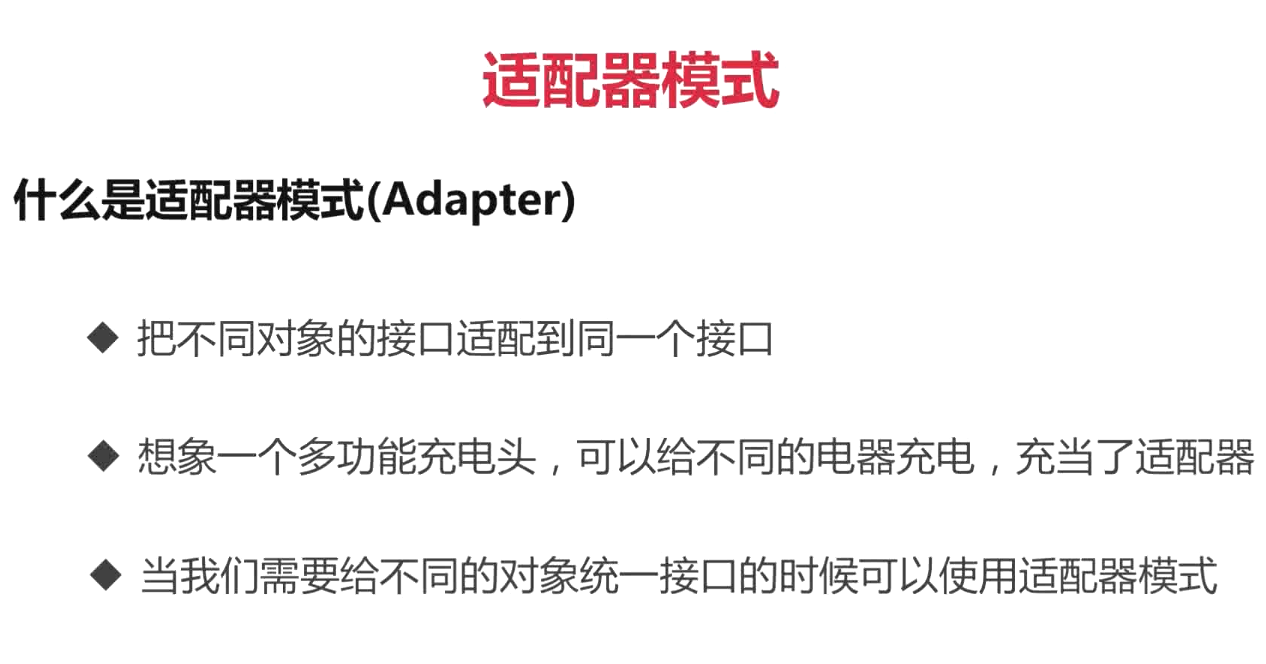 适配器模式
什么是适配器模式(Adapter)
◆ 把不同对象的接口适配到同一个接口
◆ 想象一个多功能充电头，可以给不同的电器充电，充当了适配器
◆ 当我们需要给不同的对象统一接口的时候可以使用适配器模式